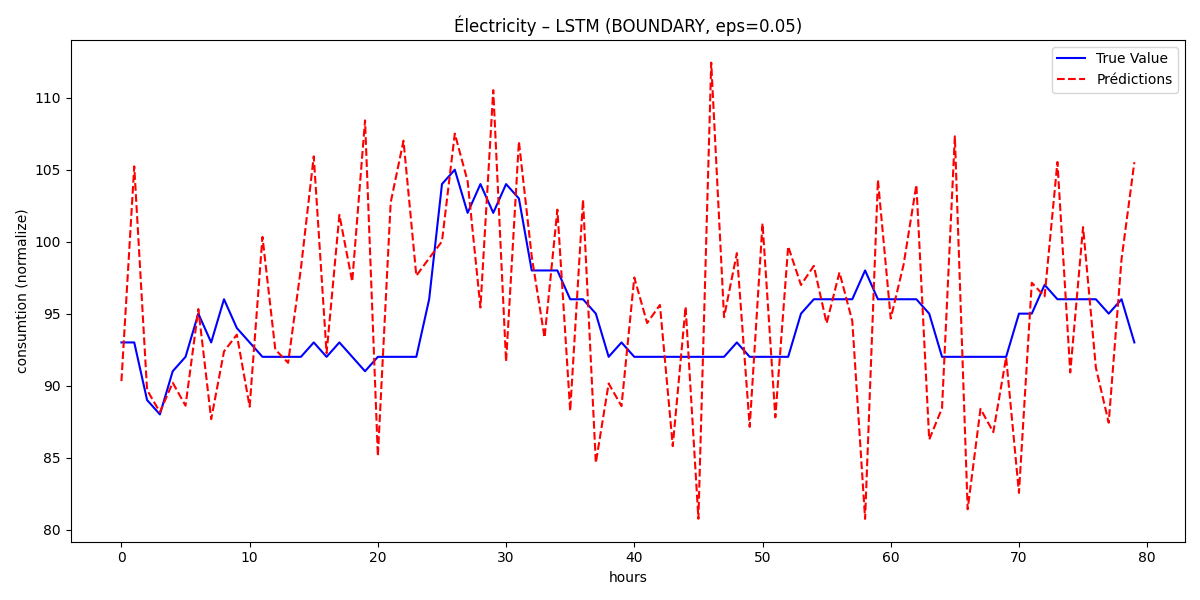 Électricity – LSTM (BOUNDARY, eps=0.05)
True Value
Prédictions
consumtion (normalize)
110
105
100
95
90
85
80
0 10 20 30 40 50 60 70 80
hours